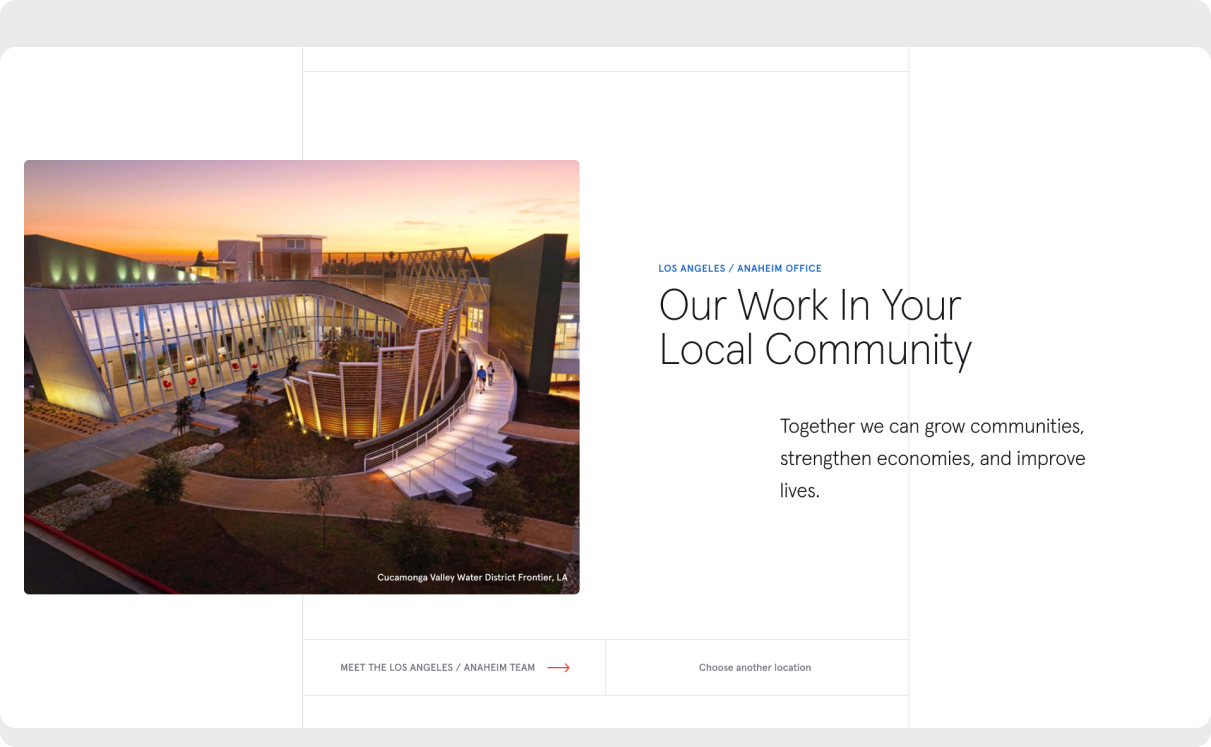 LOS ANGELES / ANAHEIM OFFICE
Our Work In Your
Local Community
Together we can grow communities,
strengthen economies, and improve
lives.
Cucamonga Valley Water District Frontier, LA
MEET THE LOS ANGELES / ANAHEIM TEAM
Choose another location